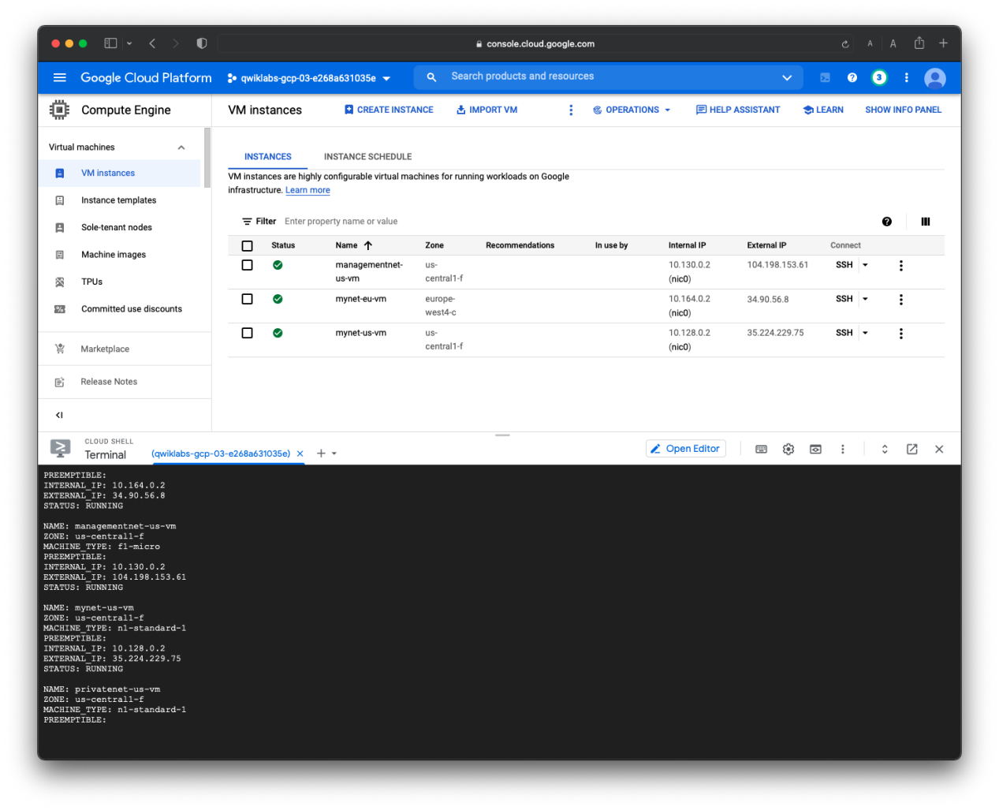 console.cloud.google.com
A A
Google Cloud Platform
qwiklabs-gcp-03-e268a631035e
Search products and resources
3
Compute Engine
VM instances
CREATE INSTANCE
IMPORT VM
OPERATIONS
HELP ASSISTANT
LEARN
SHOW INFO PANEL
Virtual machines
VM instances
Instance templates
Sole-tenant nodes
Machine images
TPUs
Committed use discounts
Marketplace
Release Notes
INSTANCES
INSTANCE SCHEDULE
VM instances are highly configurable virtual machines for running workloads on Google
infrastructure. Learn more
Filter Enter property name or value
Status Name Zone Recommendations In use by Internal IP External IP Connect
managementnet- us- 10.130.0.2 104.198.153.61 SSH
us-vm central1-f (nic0)
mynet-eu-vm europe- 10.164.0.2 34.90.56.8 SSH
west4-c (nic0)
mynet-us-vm us- 10.128.0.2 35.224.229.75 SSH
central1-f (nic0)
CLOUD SHELL
Terminal
(qwiklabs-gcp-03-e268a631035e)
Open Editor
PREEMPTIBLE:
INTERNAL_IP: 10.164.0.2
EXTERNAL_IP: 34.90.56.8
STATUS: RUNNING
NAME: managementnet-us-vm
ZONE: us-central1-f
MACHINE_TYPE: f1-micro
PREEMPTIBLE:
INTERNAL_IP: 10.130.0.2
EXTERNAL_IP: 104.198.153.61
STATUS: RUNNING
NAME: mynet-us-vm
ZONE: us-central1-f
MACHINE_TYPE: n1-standard-1
PREEMPTIBLE:
INTERNAL_IP: 10.128.0.2
EXTERNAL_IP: 35.224.229.75
STATUS: RUNNING
NAME: privatenet-us-vm
ZONE: us-central1-f
MACHINE_TYPE: n1-standard-1
PREEMPTIBLE: